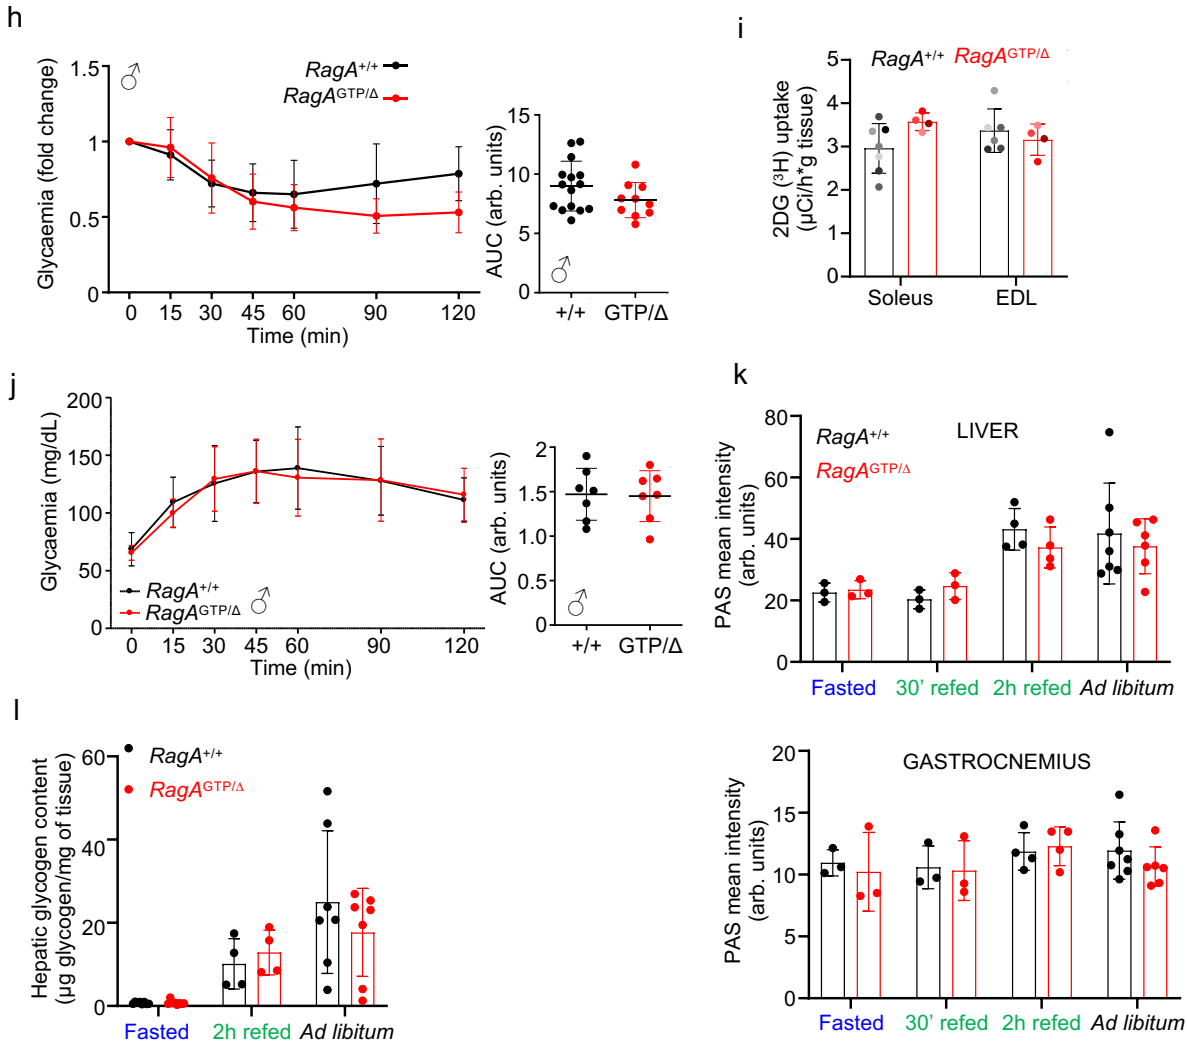 h
Glycaemia (fold change)
1.5
1
0.5
0
♂
RagA+/+
RagAGTP/Δ
0 15 30 45 60 90 120
Time (min)
AUC (arb. units)
15
10
5
0
♂
+/+ GTP/Δ
i
2DG (³H) uptake
(µCi/h*g tissue)
RagA+/+ RagAGTP/Δ
5
4
3
2
1
0
Soleus EDL
j
Glycaemia (mg/dL)
200
150
100
50
0
RagA+/+
RagAGTP/Δ
♂
0 15 30 45 60 90 120
Time (min)
AUC (arb. units)
2
1.5
1
0.5
0
♂
+/+ GTP/Δ
k
PAS mean intensity
(arb. units)
80
60
40
20
0
RagA+/+
RagAGTP/Δ
LIVER
Fasted 30’ refed 2h refed Ad libitum
PAS mean intensity
(arb. units)
20
15
10
5
0
GASTROCNEMIUS
Fasted 30’ refed 2h refed Ad libitum
l
Hepatic glycogen content
(µg glycogen/mg of tissue)
60
40
20
0
RagA+/+
RagAGTP/Δ
Fasted 2h refed Ad libitum